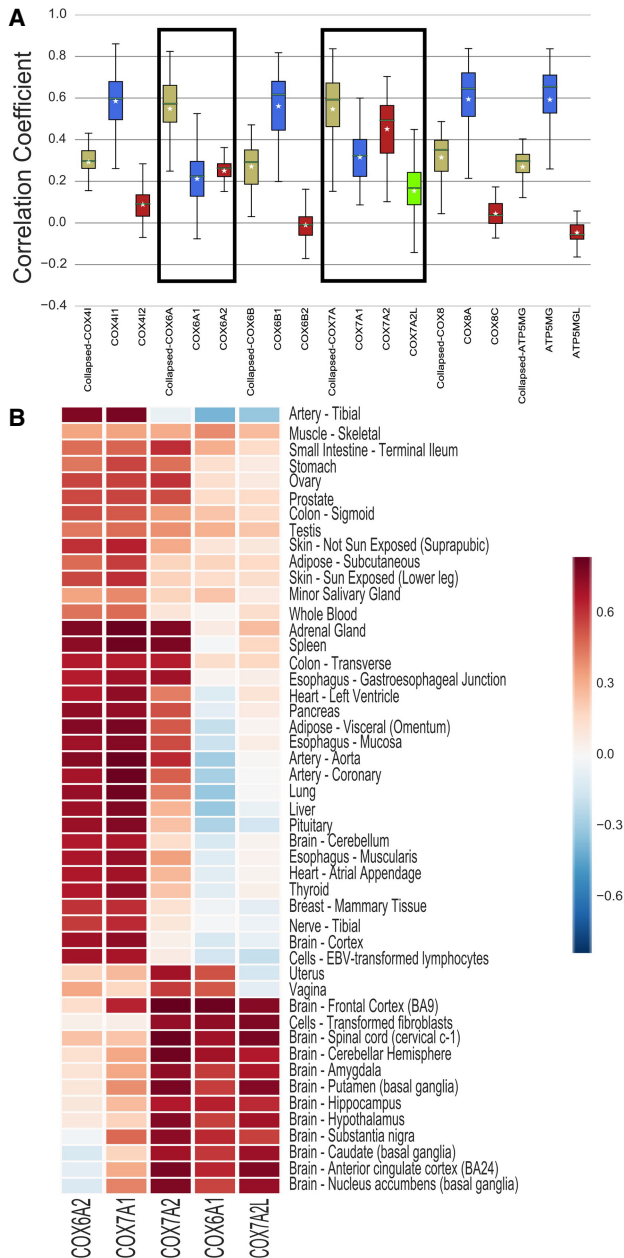 A
Correlation Coefficient
1.0
0.8
0.6
0.4
0.2
0.0
−0.2
−0.4
Collapsed-COX4I
COX4I1
COX4I2
Collapsed-COX6A
COX6A1
COX6A2
Collapsed-COX6B
COX6B1
COX6B2
Collapsed-COX7A
COX7A1
COX7A2
COX7A2L
Collapsed-COX8
COX8A
COX8C
Collapsed-ATP5MG
ATP5MG
ATP5MGL
B
Artery - Tibial
Muscle - Skeletal
Small Intestine - Terminal Ileum
Stomach
Ovary
Prostate
Colon - Sigmoid
Testis
Skin - Not Sun Exposed (Suprapubic)
Adipose - Subcutaneous
Skin - Sun Exposed (Lower leg)
Minor Salivary Gland
Whole Blood
Adrenal Gland
Spleen
Colon - Transverse
Esophagus - Gastroesophageal Junction
Heart - Left Ventricle
Pancreas
Adipose - Visceral (Omentum)
Esophagus - Mucosa
Artery - Aorta
Artery - Coronary
Lung
Liver
Pituitary
Brain - Cerebellum
Esophagus - Muscularis
Heart - Atrial Appendage
Thyroid
Breast - Mammary Tissue
Nerve - Tibial
Brain - Cortex
Cells - EBV-transformed lymphocytes
Uterus
Vagina
Brain - Frontal Cortex (BA9)
Cells - Transformed fibroblasts
Brain - Spinal cord (cervical c-1)
Brain - Cerebellar Hemisphere
Brain - Amygdala
Brain - Putamen (basal ganglia)
Brain - Hippocampus
Brain - Hypothalamus
Brain - Substantia nigra
Brain - Caudate (basal ganglia)
Brain - Anterior cingulate cortex (BA24)
Brain - Nucleus accumbens (basal ganglia)
0.6
0.3
0.0
−0.3
−0.6
COX6A2
COX7A1
COX7A2
COX6A1
COX7A2L